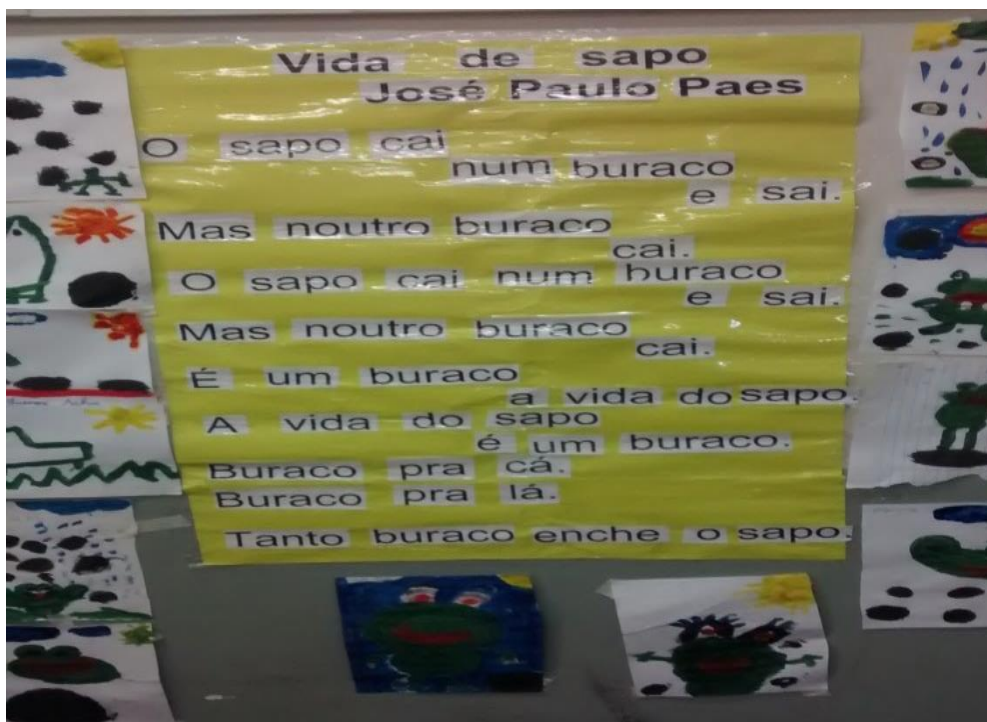 Vida de sapo
José Paulo Paes
O sapo cai
num buraco
e sai.
Mas noutro buraco
cai.
O sapo cai num buraco
e sai.
Mas noutro buraco
cai.
É um buraco
a vida do sapo.
A vida do sapo
é um buraco.
Buraco pra cá.
Buraco pra lá.
Tanto buraco enche o sapo.